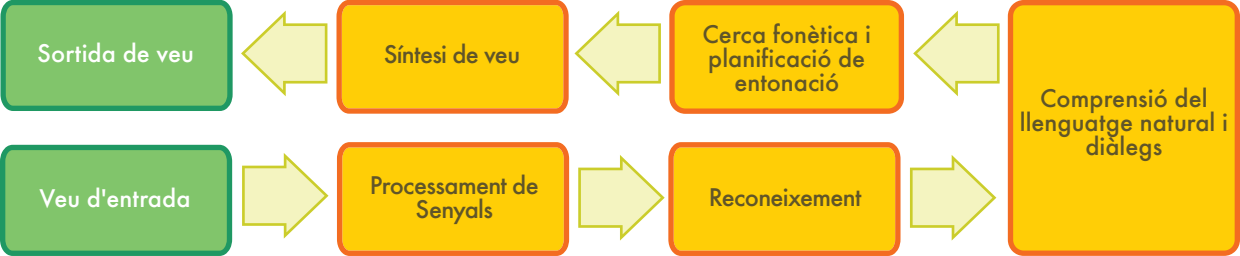 Sortida de veu
Síntesi de veu
Cerca fonètica i
planificació de
entonació
Comprensió del
llenguatge natural i
diàlegs
Veu d'entrada
Processament de
Senyals
Reconeixement